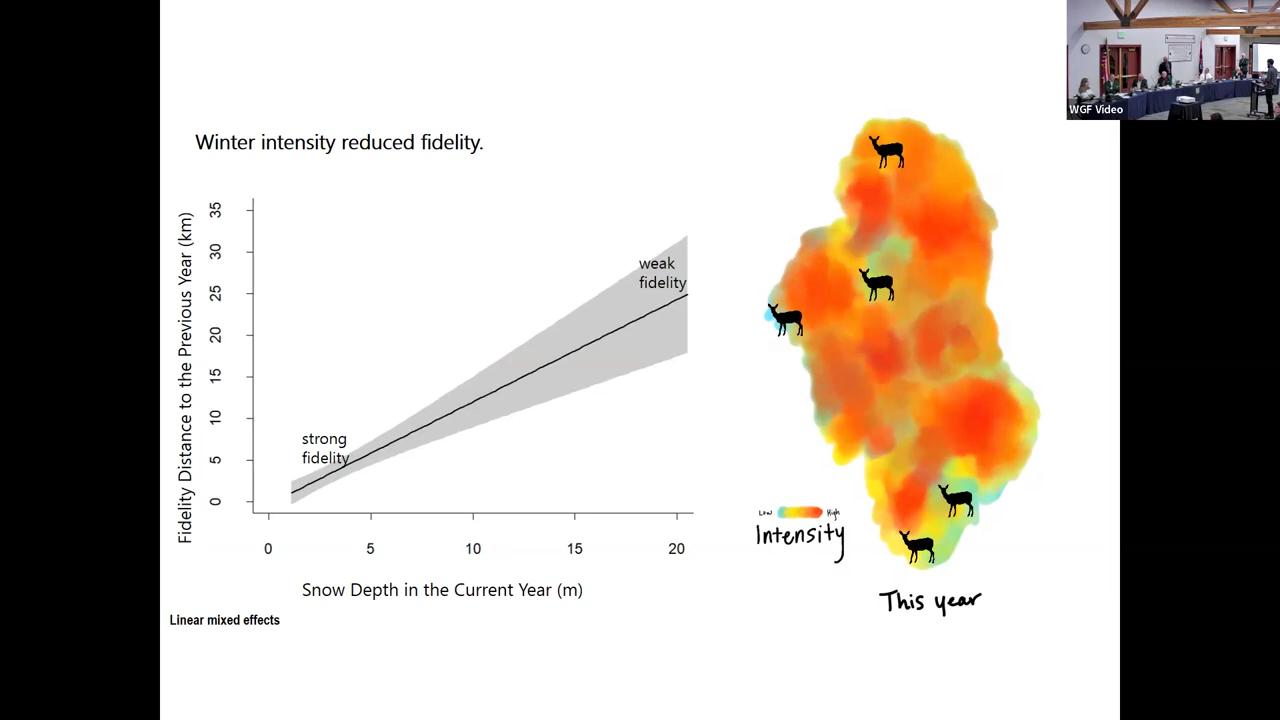 WGF Video
Winter intensity reduced fidelity.
Fidelity Distance to the Previous Year (km)
35
30
25
20
15
10
5
0
weak
fidelity
strong
fidelity
0 5 10 15 20
Snow Depth in the Current Year (m)
Linear mixed effects
Low High
Intensity
This year